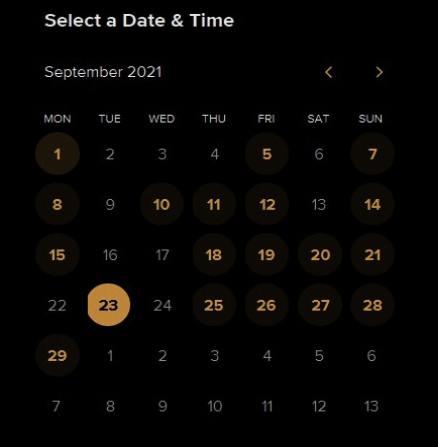 Select a Date & Time
September 2021
MON TUE WED THU FRI SAT SUN
1 2 3 4 5 6 7
8 9 10 11 12 13 14
15 16 17 18 19 20 21
22 23 24 25 26 27 28
29 1 2 3 4 5 6
7 8 9 10 11 12 13